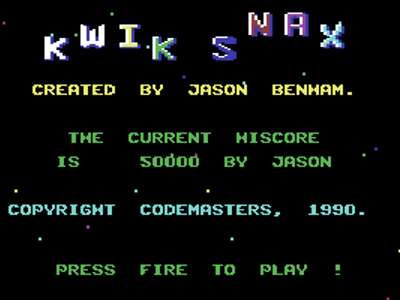 KWIK SNAX
CREATED BY JASON BENHAM.
THE CURRENT HISCORE
IS 50000 BY JASON
COPYRIGHT CODEMASTERS, 1990.
PRESS FIRE TO PLAY !